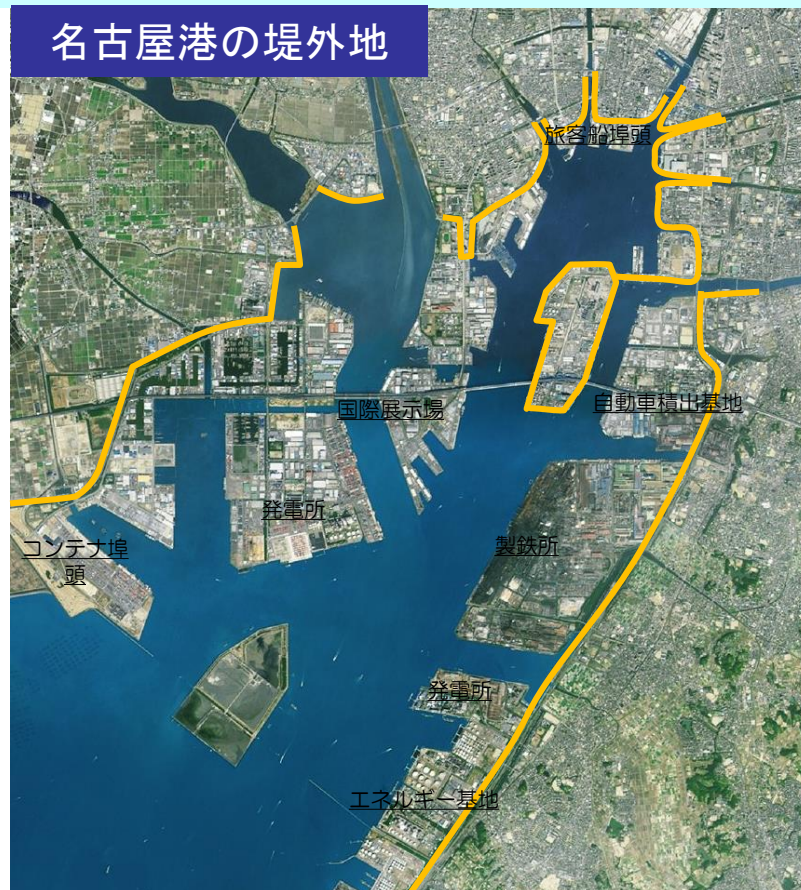 名古屋港の堤外地
旅客船埠頭
国際展示場
自動車積出基地
発電所
製鉄所
コンテナ埠
頭
発電所
エネルギー基地